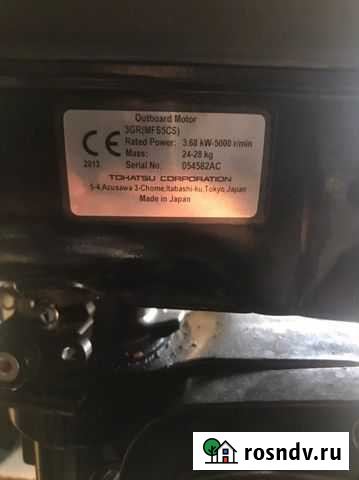 Outboard Motor
3GR(MFS5CS)
Rated Power: 3.68 kW-5000 r/min
Mass: 24-28 kg
Serial No. 054582AC
CE
2013
TOHATSU CORPORATION
5-4,Azusawa 3-Chome,Itabashi-ku,Tokyo,Japan
Made in Japan
rosndv.ru